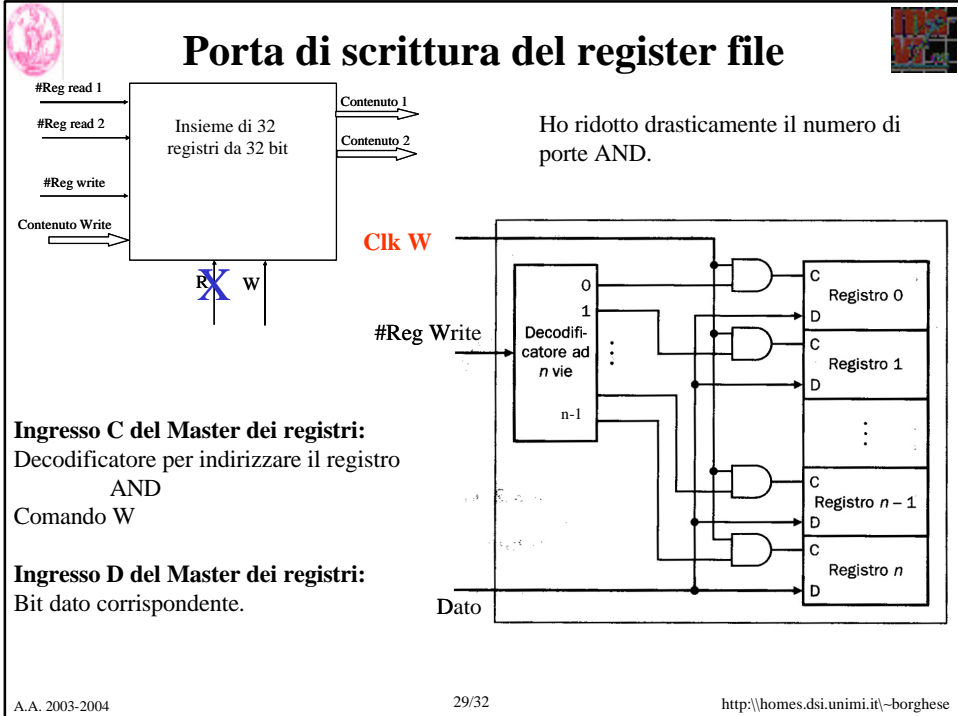 Porta di scrittura del register file
#Reg read 1
#Reg read 2
#Reg write
Contenuto Write
Insieme di 32
registri da 32 bit
Contenuto 1
Contenuto 2
R
X
W
Ho ridotto drasticamente il numero di
porte AND.
Clk W
#Reg Write
Dato
0
1
Decodifi-
catore ad
n vie
n-1
C
Registro 0
D
C
Registro 1
D
C
Registro n – 1
D
C
Registro n
D
Ingresso C del Master dei registri:
Decodificatore per indirizzare il registro
AND
Comando W
Ingresso D del Master dei registri:
Bit dato corrispondente.
A.A. 2003-2004
29/32
http:\\homes.dsi.unimi.it\~borghese